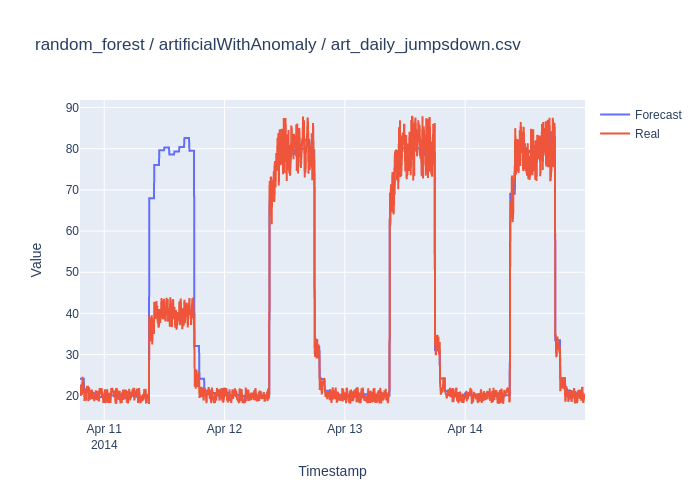 random_forest / artificialWithAnomaly / art_daily_jumpsdown.csv
Forecast
Real
90
80
70
60
50
40
30
20
Value
Apr 11
2014
Apr 12
Apr 13
Apr 14
Timestamp